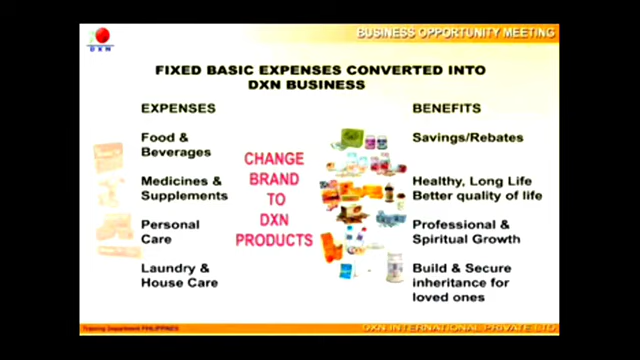 BUSINESS OPPORTUNITY MEETING
DXN
FIXED BASIC EXPENSES CONVERTED INTO
DXN BUSINESS
EXPENSES
Food &
Beverages
Medicines &
Supplements
Personal
Care
Laundry &
House Care
CHANGE
BRAND
TO
DXN
PRODUCTS
BENEFITS
Savings/Rebates
Healthy, Long Life
Better quality of life
Professional &
Spiritual Growth
Build & Secure
inheritance for
loved ones
Training Department PHILIPPINES
DXN INTERNATIONAL PRIVATE LTD